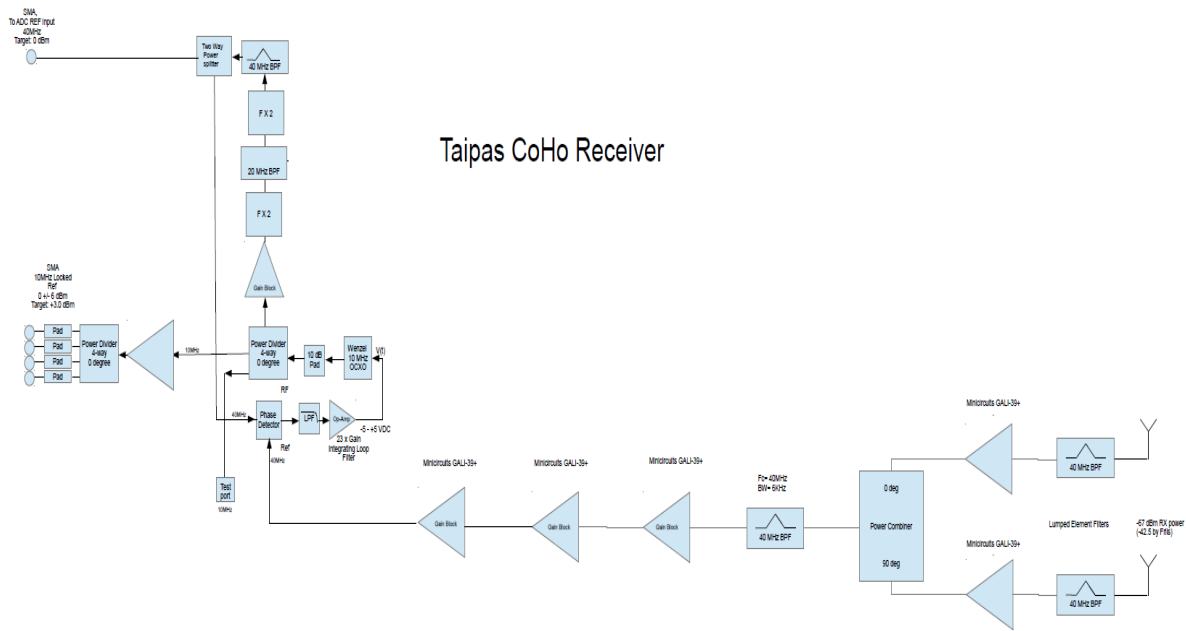 SMA,
To ADC REF Input
40MHz
Target: 0 dBm
Two Way
Power
splitter
40 MHz BPF
F X 2
20 MHz BPF
F X 2
Gain Block
Taipas CoHo Receiver
SMA
10MHz Locked
Ref
0 +/- 6 dBm
Target: +3.0 dBm
Pad
Pad
Pad
Pad
Power Divider
4-way
0 degree
10MHz
Power Divider
4-way
0 degree
10 dB
Pad
Wenzel
10 MHz
OCXO
V(f)
RF
40MHz
Phase
Detector
LPF
Op-Amp
-5 - +5 VDC
23 x Gain
Integrating Loop
Filter
Ref
40MHz
Test
port
10MHz
Minicircuits GALI-39+
Gain Block
Minicircuits GALI-39+
Gain Block
Minicircuits GALI-39+
Gain Block
Fc= 40MHz
BW= 6KHz
40 MHz BPF
0 deg
Power Combiner
90 deg
Minicircuits GALI-39+
40 MHz BPF
Minicircuits GALI-39+
Lumped Element Filters
40 MHz BPF
-67 dBm RX power
(-42.5 by Friis)